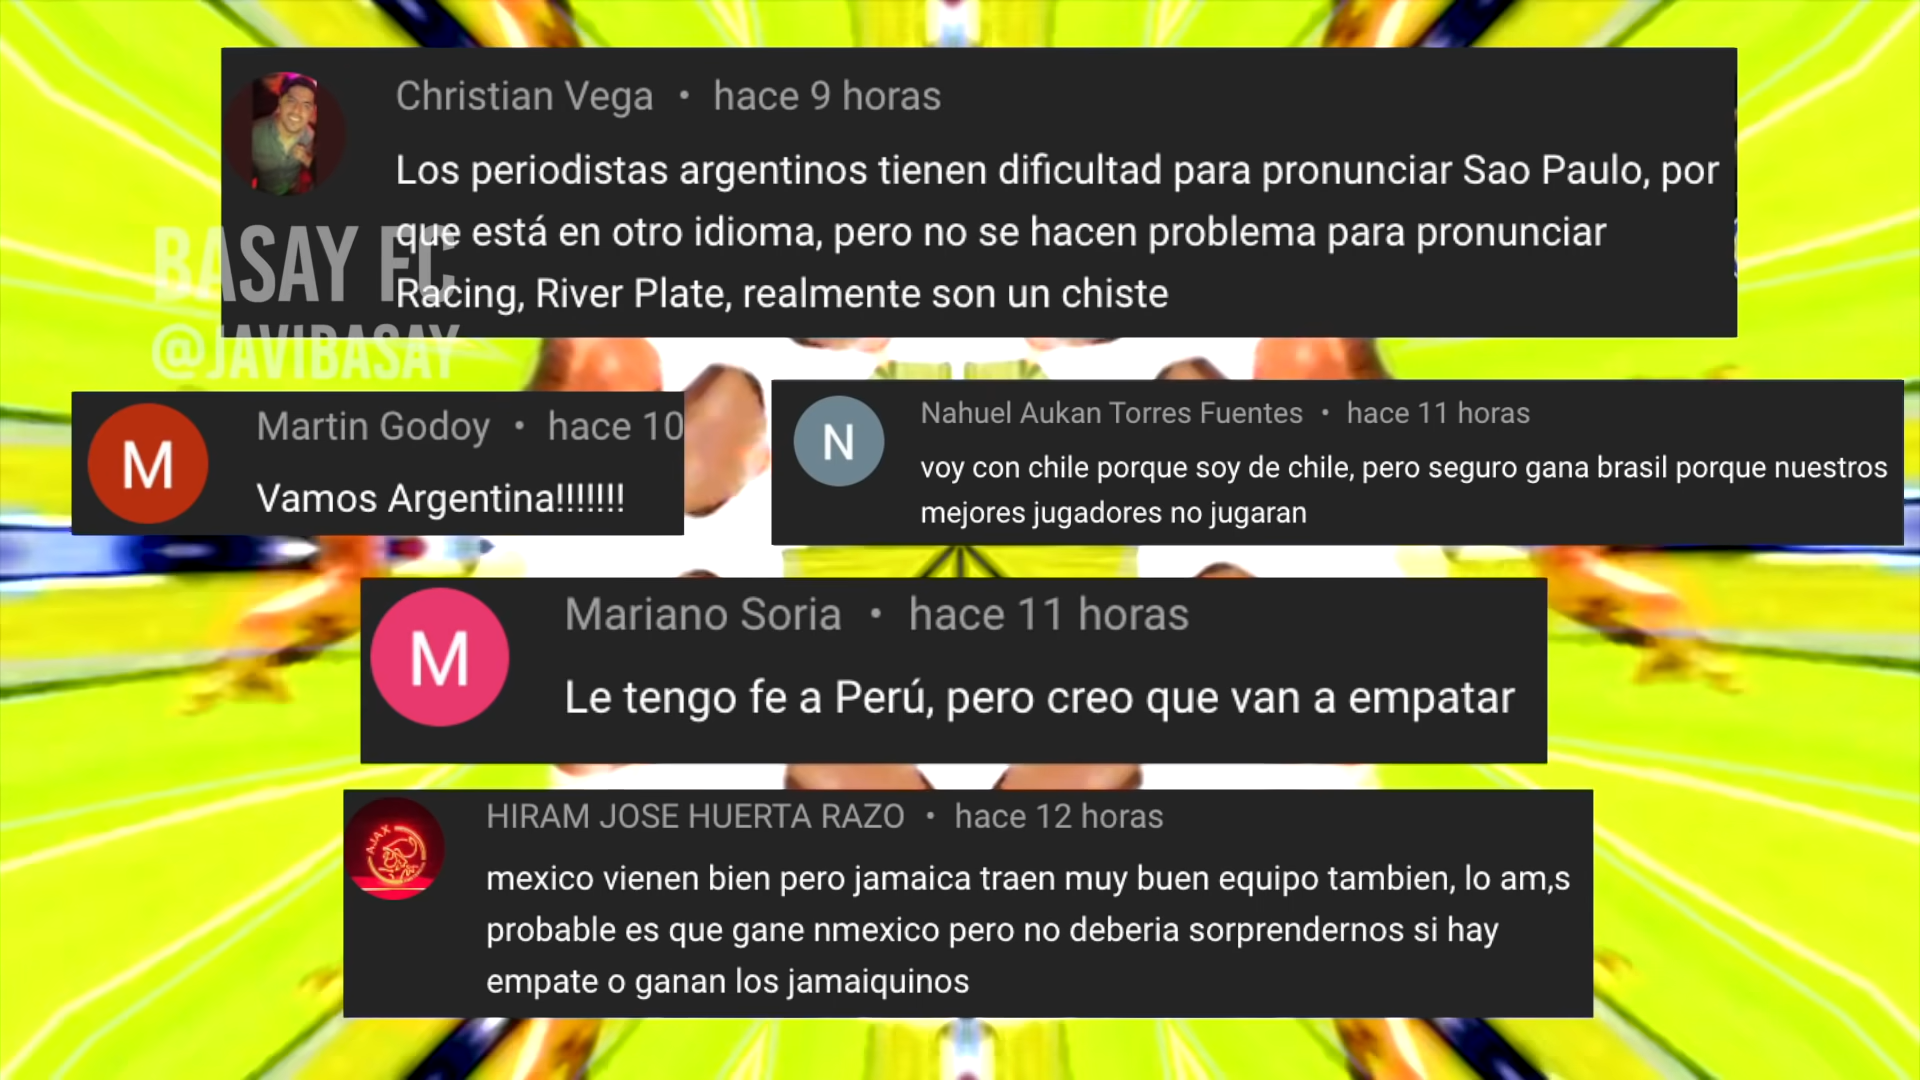 Christian Vega • hace 9 horas
Los periodistas argentinos tienen dificultad para pronunciar Sao Paulo, por
que está en otro idioma, pero no se hacen problema para pronunciar
Racing, River Plate, realmente son un chiste
BASAY FC
@JAVIBASAY
M
Martin Godoy • hace 10
Vamos Argentina!!!!!!!
N
Nahuel Aukan Torres Fuentes • hace 11 horas
voy con chile porque soy de chile, pero seguro gana brasil porque nuestros
mejores jugadores no jugaran
M
Mariano Soria • hace 11 horas
Le tengo fe a Perú, pero creo que van a empatar
AJAX
HIRAM JOSE HUERTA RAZO • hace 12 horas
mexico vienen bien pero jamaica traen muy buen equipo tambien, lo am,s
probable es que gane nmexico pero no deberia sorprendernos si hay
empate o ganan los jamaiquinos